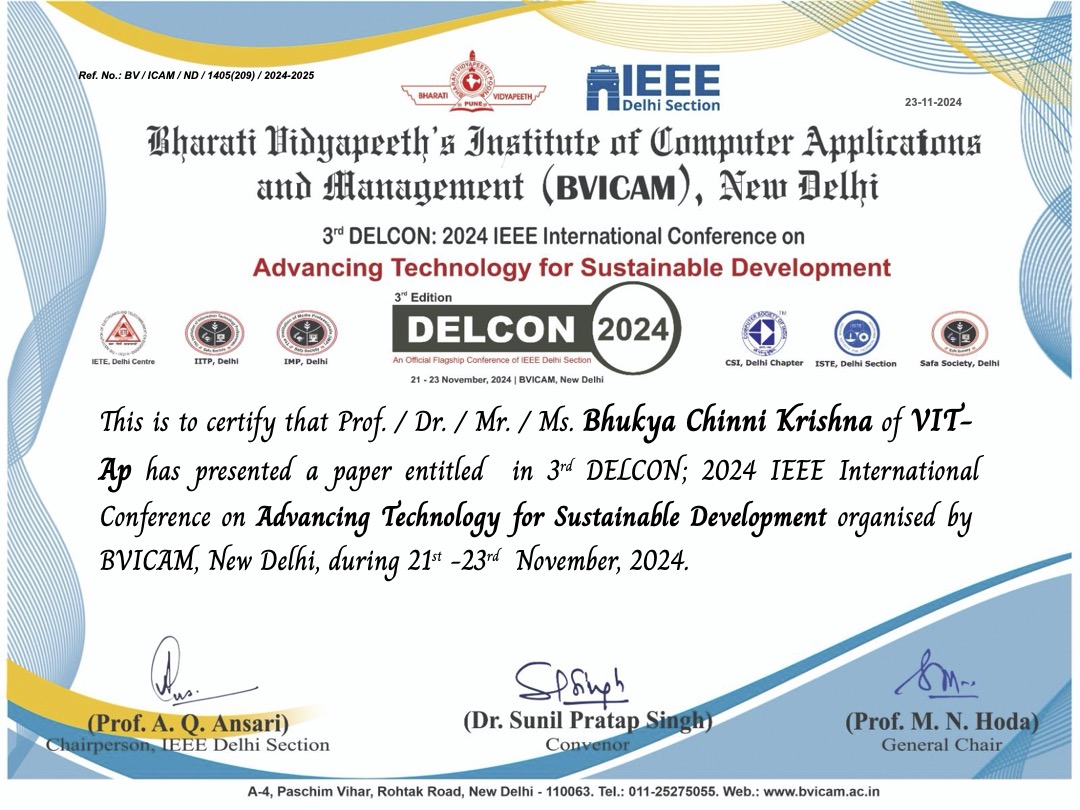 Ref. No.: BV / ICAM / ND / 1405(209) / 2024-2025
BHARATI VIDYAPEETH
PUNE
IEEE
Delhi Section
23-11-2024
Bharati Vidyapeeth's Institute of Computer Applications
and Management (BVICAM), New Delhi
3rd DELCON: 2024 IEEE International Conference on
Advancing Technology for Sustainable Development
3rd Edition
DELCON 2024
An Official Flagship Conference of IEEE Delhi Section
21 - 23 November, 2024 | BVICAM, New Delhi
IETE, Delhi Centre
IITP, Delhi
IMP, Delhi
CSI, Delhi Chapter
ISTE, Delhi Section
Safa Society, Delhi
This is to certify that Prof. / Dr. / Mr. / Ms. Bhukya Chinni Krishna of VIT-
Ap has presented a paper entitled in 3rd DELCON; 2024 IEEE International
Conference on Advancing Technology for Sustainable Development organised by
BVICAM, New Delhi, during 21st -23rd November, 2024.
(Prof. A. Q. Ansari)
Chairperson, IEEE Delhi Section
(Dr. Sunil Pratap Singh)
Convenor
(Prof. M. N. Hoda)
General Chair
A-4, Paschim Vihar, Rohtak Road, New Delhi - 110063. Tel.: 011-25275055. Web.: www.bvicam.ac.in